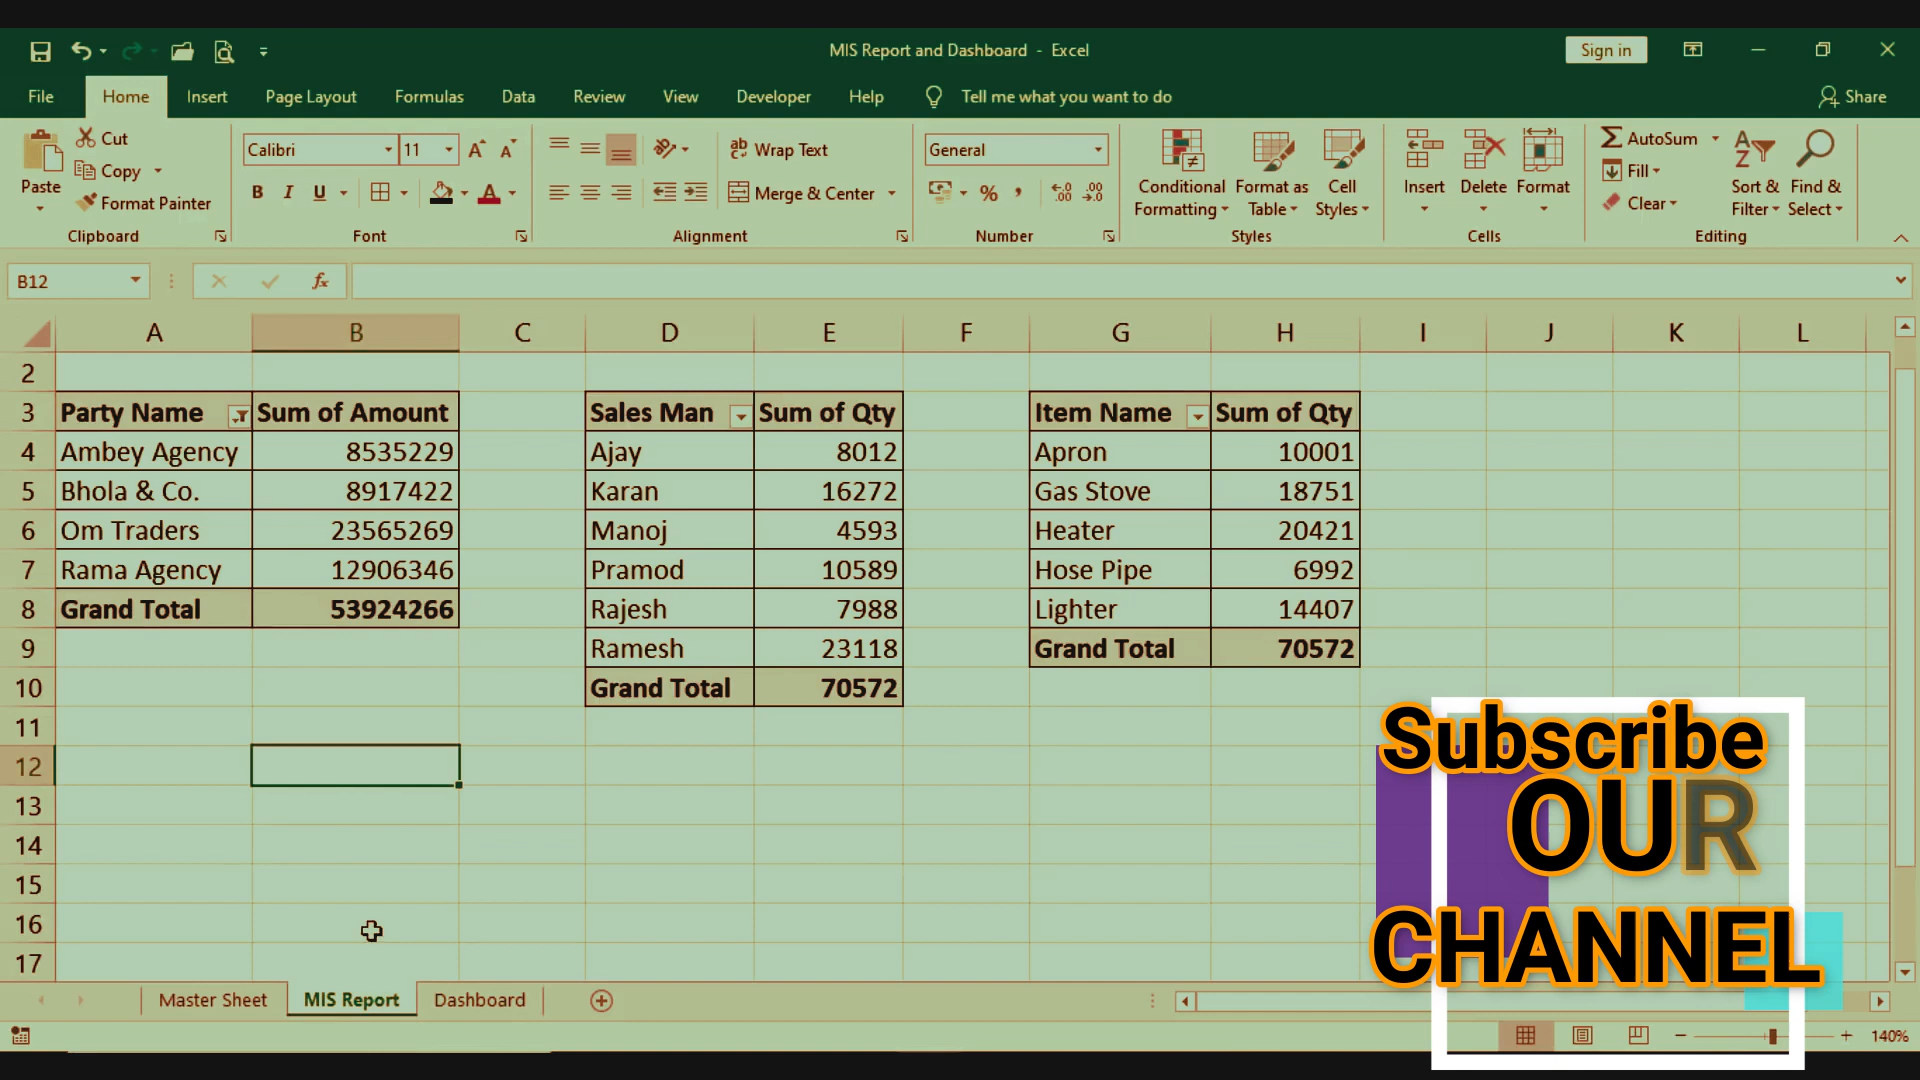 MIS Report and Dashboard - Excel
Sign in
File Home Insert Page Layout Formulas Data Review View Developer Help Tell me what you want to do Share
Paste
Cut
Copy
Format Painter
Clipboard
Calibri 11
B I U
Font
Wrap Text
Merge & Center
Alignment
General
%
Number
Conditional Formatting
Format as Table
Cell Styles
Styles
Insert Delete Format
Cells
AutoSum
Fill
Clear
Sort & Filter
Find & Select
Editing
B12 fx
A B C D E F G H I J K L
2
3 Party Name Sum of Amount Sales Man Sum of Qty Item Name Sum of Qty
4 Ambey Agency 8535229 Ajay 8012 Apron 10001
5 Bhola & Co. 8917422 Karan 16272 Gas Stove 18751
6 Om Traders 23565269 Manoj 4593 Heater 20421
7 Rama Agency 12906346 Pramod 10589 Hose Pipe 6992
8 Grand Total 53924266 Rajesh 7988 Lighter 14407
9 Ramesh 23118 Grand Total 70572
10 Grand Total 70572
11
12
13
14
15
16
17
Subscribe
OUR
CHANNEL
Master Sheet MIS Report Dashboard
140%